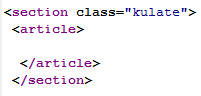 <section class="kulate">
<article>
</article>
</section>